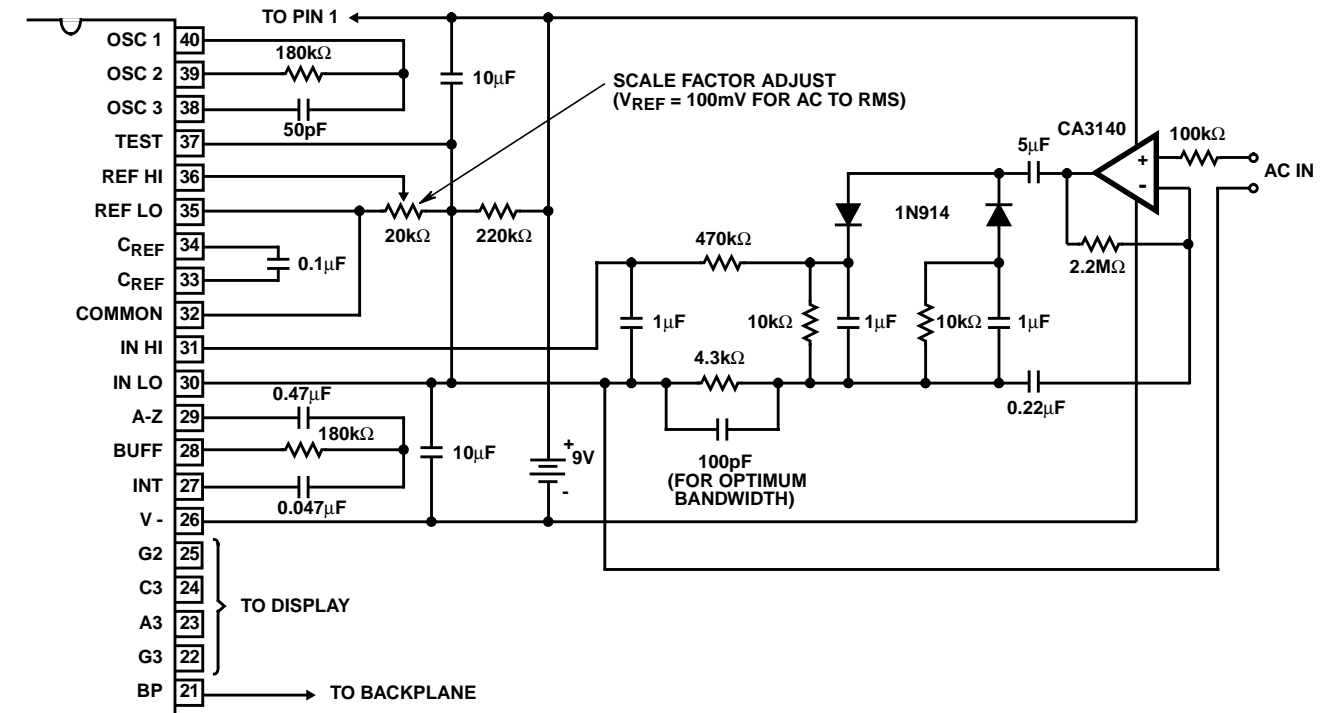 TO PIN 1
OSC 1 40
180kΩ
OSC 2 39
10μF
SCALE FACTOR ADJUST
(VREF = 100mV FOR AC TO RMS)
OSC 3 38
50pF
TEST 37
CA3140
100kΩ
5μF
+
-
AC IN
REF HI 36
REF LO 35
20kΩ
220kΩ
1N914
470kΩ
2.2MΩ
CREF 34
0.1μF
CREF 33
COMMON 32
1μF
10kΩ
1μF
10kΩ
1μF
IN HI 31
4.3kΩ
IN LO 30
0.47μF
0.22μF
A-Z 29
180kΩ
BUFF 28
10μF
+
9V
-
100pF
(FOR OPTIMUM
BANDWIDTH)
INT 27
0.047μF
V - 26
G2 25
C3 24
TO DISPLAY
A3 23
G3 22
BP 21
TO BACKPLANE